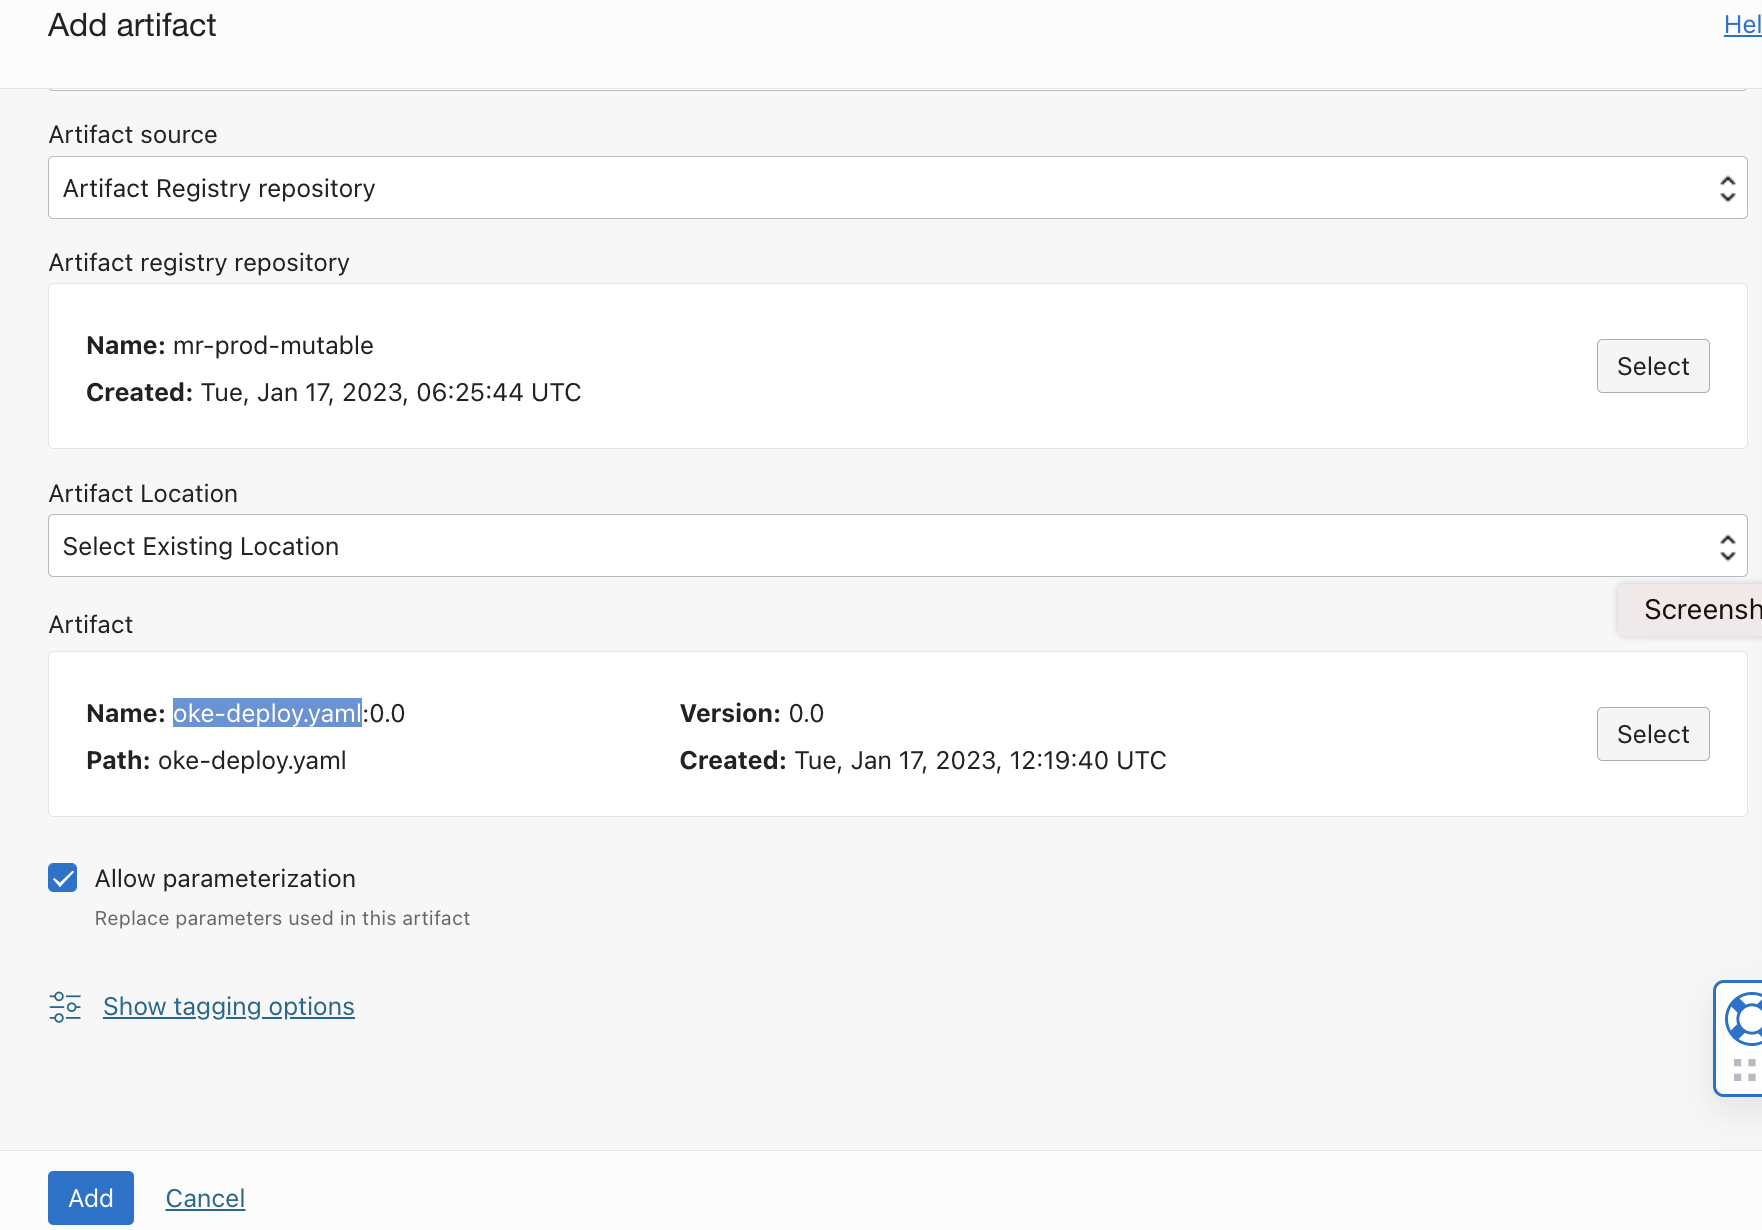 Add artifact
Hel
Artifact source
Artifact Registry repository
Artifact registry repository
Name: mr-prod-mutable
Created: Tue, Jan 17, 2023, 06:25:44 UTC
Select
Artifact Location
Select Existing Location
Screensh
Artifact
Name: oke-deploy.yaml:0.0
Version: 0.0
Path: oke-deploy.yaml
Created: Tue, Jan 17, 2023, 12:19:40 UTC
Select
Allow parameterization
Replace parameters used in this artifact
Show tagging options
Add
Cancel